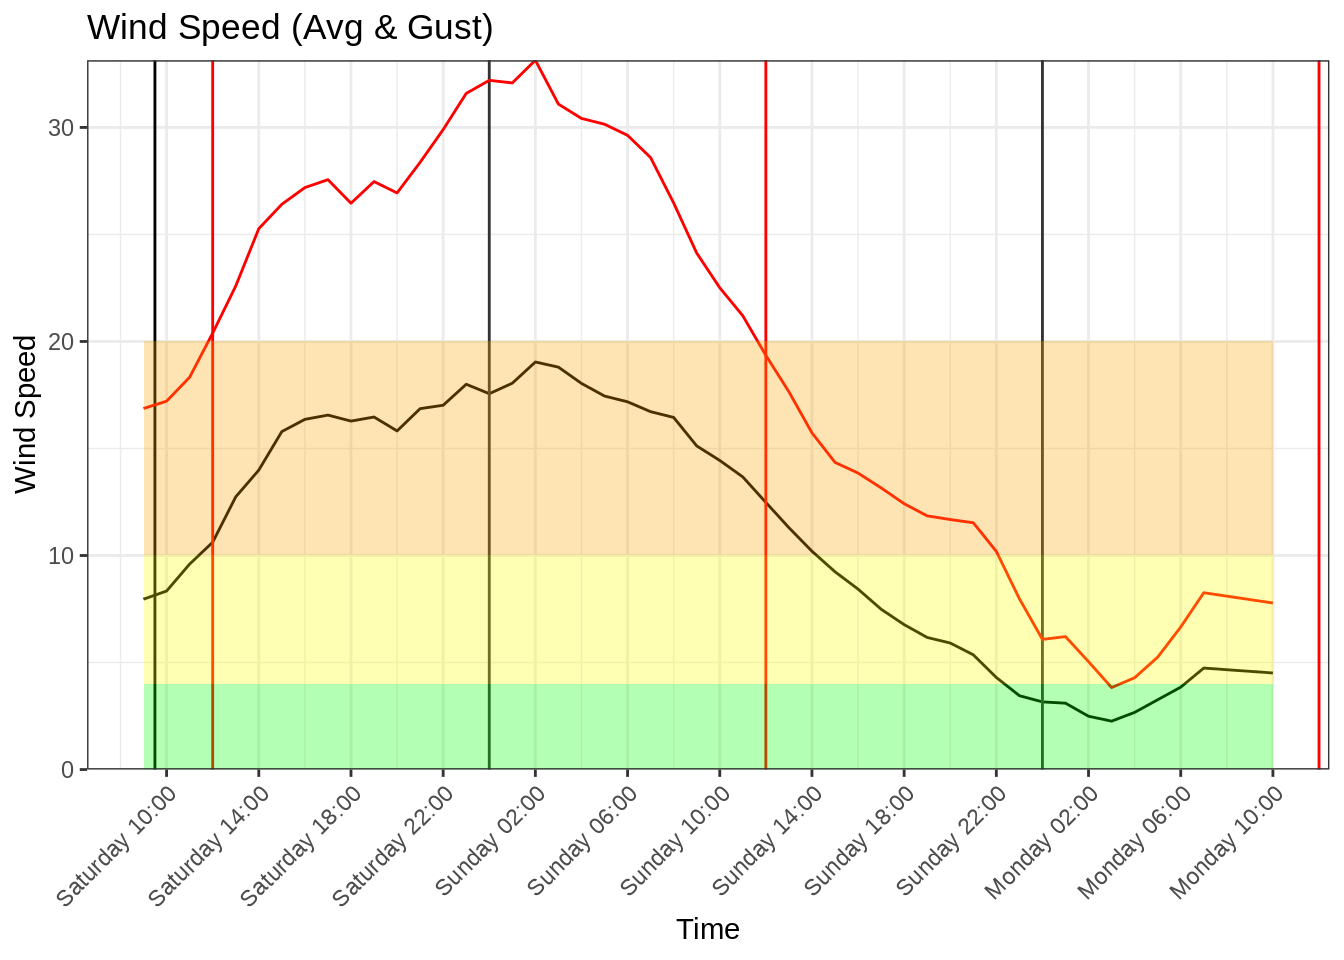 Wind Speed (Avg & Gust)
Wind Speed
30
20
10
0
Saturday 10:00
Saturday 14:00
Saturday 18:00
Saturday 22:00
Sunday 02:00
Sunday 06:00
Sunday 10:00
Sunday 14:00
Sunday 18:00
Sunday 22:00
Monday 02:00
Monday 06:00
Monday 10:00
Time